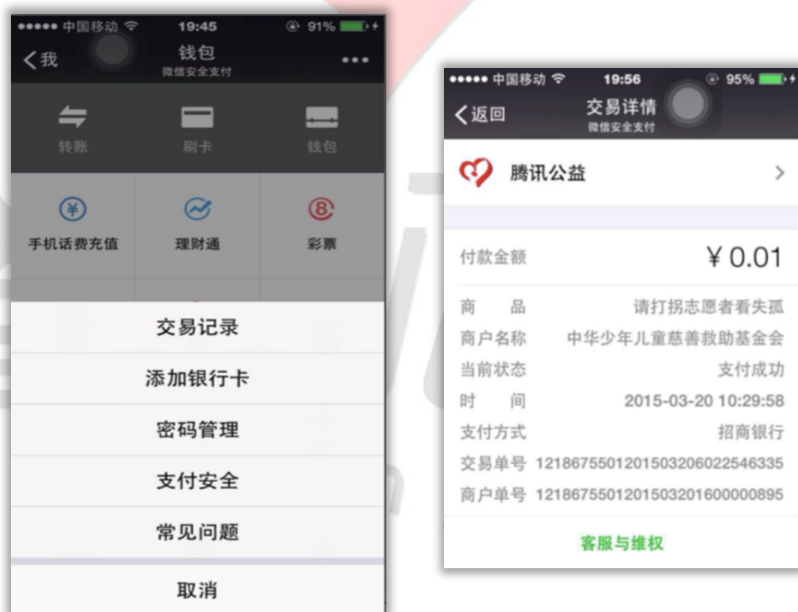 中国移动 19:45 91%
我 钱包
微信安全支付
转账 刷卡 钱包
手机话费充值 理财通 彩票
交易记录
添加银行卡
密码管理
支付安全
常见问题
取消
中国移动 19:56 95%
返回 交易详情
微信安全支付
腾讯公益
付款金额 ¥ 0.01
商 品 请打拐志愿者看失孤
商户名称 中华少年儿童慈善救助基金会
当前状态 支付成功
时 间 2015-03-20 10:29:58
支付方式 招商银行
交易单号 1218675501201503206022546335
商户单号 1218675501201503201600000895
客服与维权